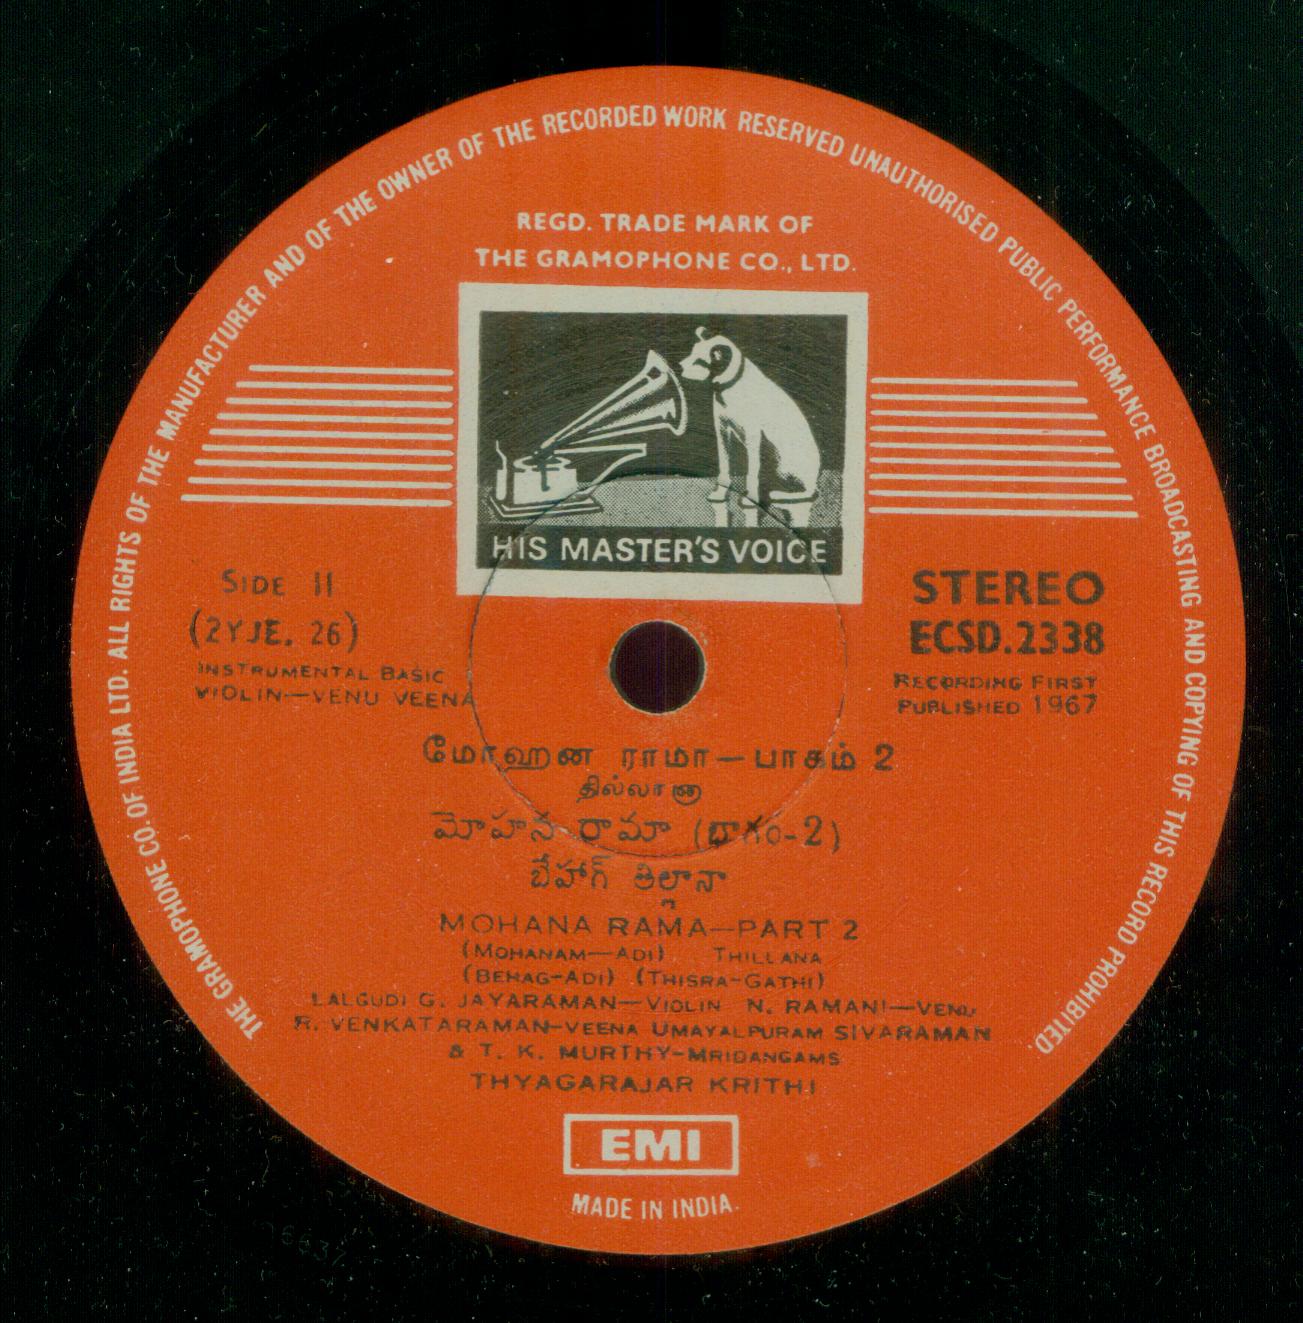 THE GRAMOPHONE CO. OF INDIA LTD. ALL RIGHTS OF THE MANUFACTURER AND OF THE OWNER OF THE RECORDED WORK RESERVED UNAUTHORISED PUBLIC PERFORMANCE BROADCASTING AND COPYING OF THIS RECORD PROHIBITED.
REGD. TRADE MARK OF
THE GRAMOPHONE CO., LTD.
HIS MASTER'S VOICE
SIDE II
(2YJE. 26)
INSTRUMENTAL BASIC
VIOLIN—VENU VEENA
STEREO
ECSD.2338
RECORDING FIRST
PUBLISHED 1967
மோஹன ராமா — பாகம் 2
தில்லானா
మోహన రామా (భాగం-2)
బేహాగ్ తిల్లానా
MOHANA RAMA—PART 2
(MOHANAM—ADI) THILLANA
(BEHAG-ADI) (THISRA-GATHI)
LALGUDI G. JAYARAMAN—VIOLIN N. RAMANI—VENU
R. VENKATARAMAN-VEENA UMAYALPURAM SIVARAMAN
& T. K. MURTHY-MRIDANGAMS
THYAGARAJAR KRITHI
EMI
MADE IN INDIA.